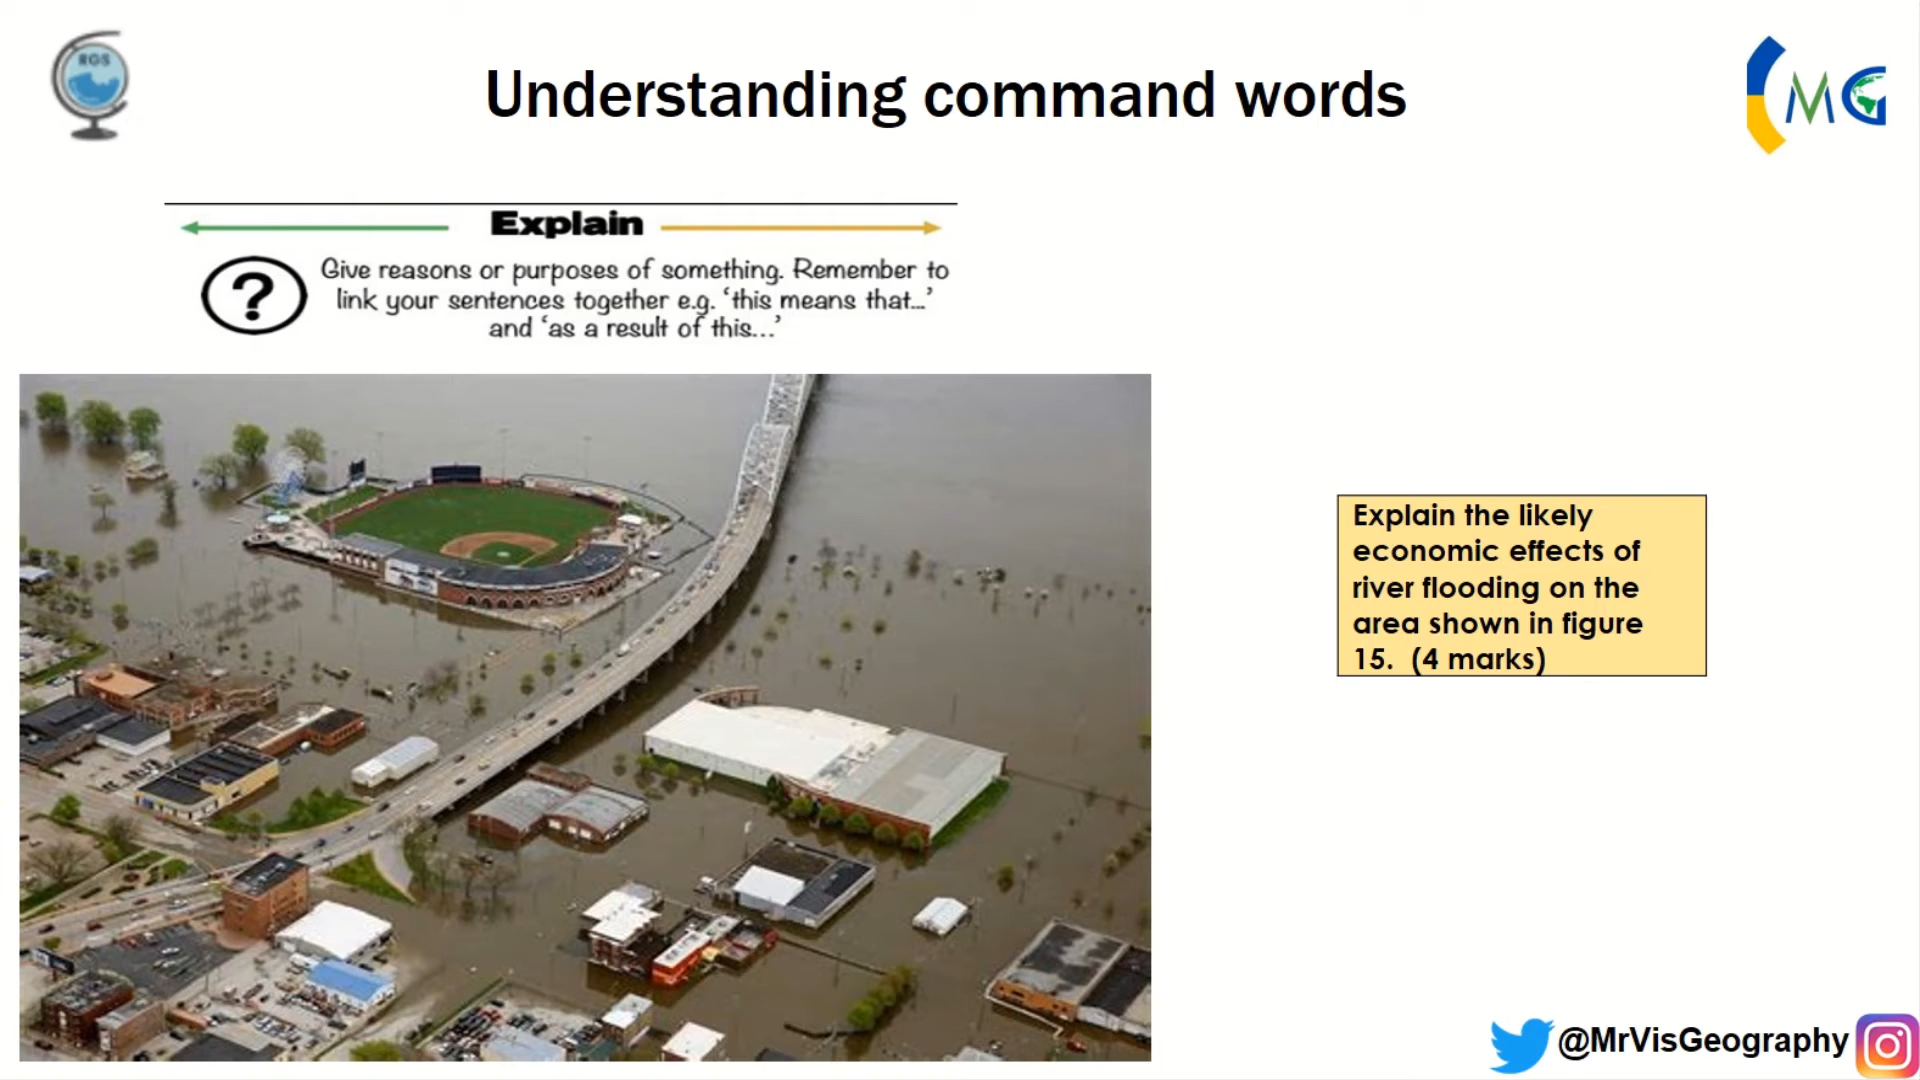 RGS
Understanding command words
MG
Explain
?
Give reasons or purposes of something. Remember to
link your sentences together e.g. ‘this means that...’
and ‘as a result of this...’
Explain the likely
economic effects of
river flooding on the
area shown in figure
15.  (4 marks)
@MrVisGeography